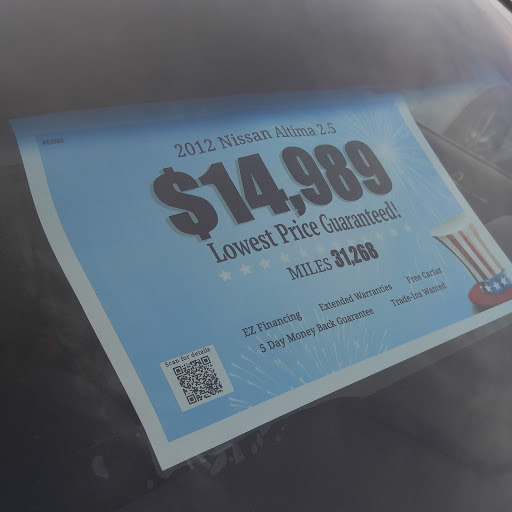 2012 Nissan Altima 2.5
$14,989
Lowest Price Guaranteed!
MILES 31,268
EZ Financing Extended Warranties Free Carfax
5 Day Money Back Guarantee Trade-Ins Wanted
Scan for details